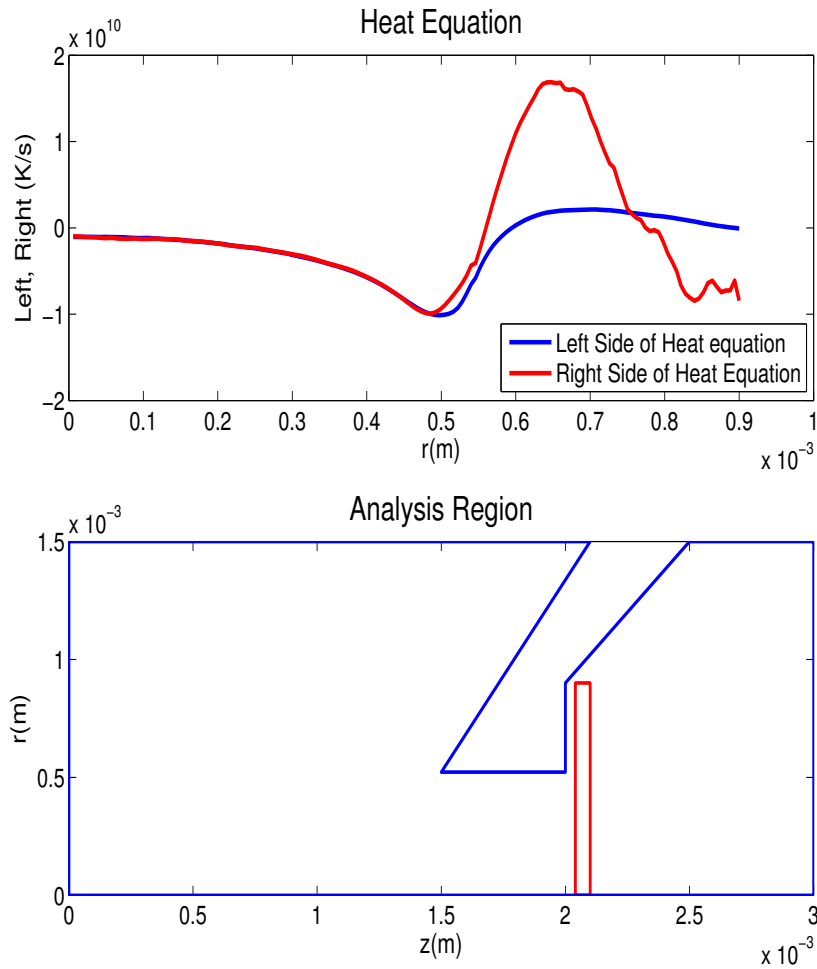 Heat Equation
x 10⁻¹⁰
2
1
0
−1
−2
Left, Right (K/s)
Left Side of Heat equation
Right Side of Heat Equation
0 0.1 0.2 0.3 0.4 0.5 0.6 0.7 0.8 0.9 1
r(m)
x 10⁻³
Analysis Region
x 10⁻³
1.5
1
0.5
0
r(m)
0 0.5 1 1.5 2 2.5 3
z(m)
x 10⁻³